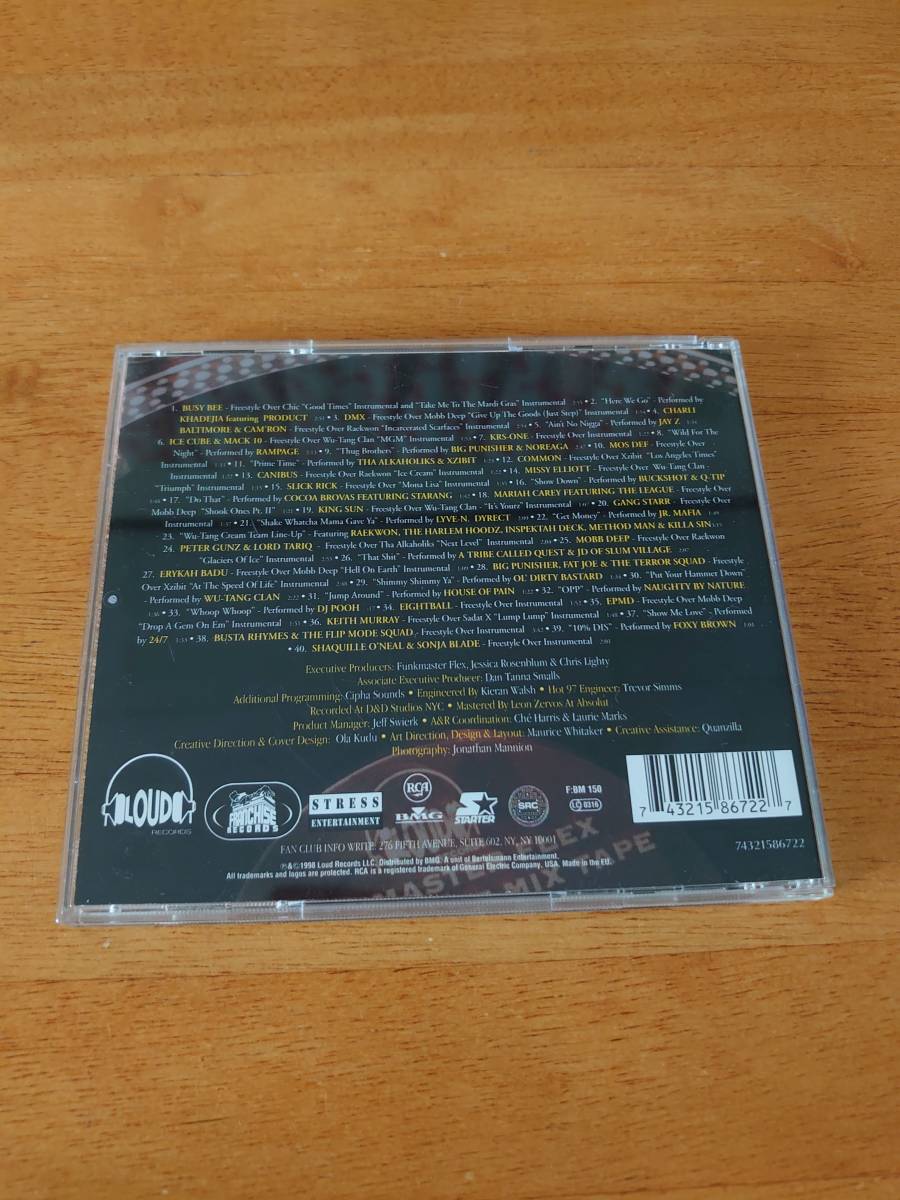 1. BUSY BEE - Freestyle Over Chic "Good Times" Instrumental and "Take Me To The Mardi Gras" Instrumental • 2. "Here We Go" - Performed by
KHADEJIA featuring PRODUCT • 3. DMX - Freestyle Over Mobb Deep "Give Up The Goods (Just Step)" Instrumental • 4. CHARLI
BALTIMORE & CAM'RON - Freestyle Over Raekwon "Incarcerated Scarfaces" Instrumental • 5. "Ain't No Nigga" - Performed by JAY Z
6. ICE CUBE & MACK 10 - Freestyle Over Wu-Tang Clan "MGM" Instrumental • 7. KRS-ONE - Freestyle Over Instrumental • 8. "Wild For The
Night" - Performed by RAMPAGE • 9. "Thug Brothers" - Performed by BIG PUNISHER & NOREAGA • 10. MOS DEF - Freestyle Over
Instrumental • 11. "Prime Time" - Performed by THA ALKAHOLIKS & XZIBIT • 12. COMMON - Freestyle Over Xzibit "Los Angeles Times"
Instrumental • 13. CANIBUS - Freestyle Over Raekwon "Ice Cream" Instrumental • 14. MISSY ELLIOTT - Freestyle Over Wu-Tang Clan -
"Triumph" Instrumental • 15. SLICK RICK - Freestyle Over "Mona Lisa" Instrumental • 16. "Show Down" - Performed by BUCKSHOT & Q-TIP
• 17. "Do That" - Performed by COCOA BROVAS FEATURING STARANG • 18. MARIAH CAREY FEATURING THE LEAGUE - Freestyle Over
Mobb Deep "Shook Ones Pt. II" • 19. KING SUN - Freestyle Over Wu-Tang Clan - "It's Yourz" Instrumental • 20. GANG STARR - Freestyle Over
Instrumental • 21. "Shake Whatcha Mama Gave Ya" - Performed by LYVE-N. DYRECT • 22. "Get Money" - Performed by JR. MAFIA
23. "Wu-Tang Cream Team Line-Up" - Featuring RAEKWON, THE HARLEM HOODZ, INSPEKTAH DECK, METHOD MAN & KILLA SIN
24. PETER GUNZ & LORD TARIQ - Freestyle Over Tha Alkaholiks "Next Level" Instrumental • 25. MOBB DEEP - Freestyle Over Raekwon
"Glaciers Of Ice" Instrumental • 26. "That Shit" - Performed by A TRIBE CALLED QUEST & JD OF SLUM VILLAGE
27. ERYKAH BADU - Freestyle Over Mobb Deep "Hell On Earth" Instrumental • 28. BIG PUNISHER, FAT JOE & THE TERROR SQUAD - Freestyle
Over Xzibit "At The Speed Of Life" Instrumental • 29. "Shimmy Shimmy Ya" - Performed by OL' DIRTY BASTARD • 30. "Put Your Hammer Down"
- Performed by WU-TANG CLAN • 31. "Jump Around" - Performed by HOUSE OF PAIN • 32. "OPP" - Performed by NAUGHTY BY NATURE
• 33. "Whoop Whoop" - Performed by DJ POOH • 34. EIGHTBALL - Freestyle Over Instrumental • 35. EPMD - Freestyle Over Mobb Deep
"Drop A Gem On Em" Instrumental • 36. KEITH MURRAY - Freestyle Over Sadat X "Lump Lump" Instrumental • 37. "Show Me Love" - Performed
by 24/7 • 38. BUSTA RHYMES & THE FLIP MODE SQUAD - Freestyle Over Instrumental • 39. "10% DIS" - Performed by FOXY BROWN
• 40. SHAQUILLE O'NEAL & SONJA BLADE - Freestyle Over Instrumental
Executive Producers: Funkmaster Flex, Jessica Rosenblum & Chris Lighty
Associate Executive Producer: Dan Tanna Smalls
Additional Programming: Cipha Sounds • Engineered By Kieran Walsh • Hot 97 Engineer: Trevor Simms
Recorded At D&D Studios NYC • Mastered By Leon Zervos At Absolut
Product Manager: Jeff Swierk • A&R Coordination: Ché Harris & Laurie Marks
Creative Direction & Cover Design: Ola Kudu • Art Direction, Design & Layout: Maurice Whitaker • Creative Assistance: Quanzilla
Photography: Jonathan Mannion
LOUD RECORDS
FRANCHISE RECORDS
STRESS ENTERTAINMENT
RCA BMG
STARTER
SRC
F:BM 150
LC 0316
7 43215 86722 7
FAN CLUB INFO WRITE: 276 FIFTH AVENUE, SUITE 602, NY, NY 10001
74321586722
℗&©1998 Loud Records LLC. Distributed by BMG. A unit of Bertelsmann Entertainment.
All trademarks and logos are protected. RCA is a registered trademark of General Electric Company, USA. Made in the EU.
MIX TAPE